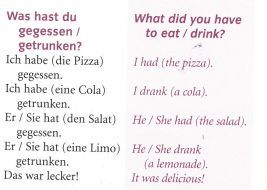 Was hast du
gegessen /
getrunken?
Ich habe (die Pizza)
gegessen.
Ich habe (eine Cola)
getrunken.
Er / Sie hat (den Salat)
gegessen.
Er / Sie hat (eine Limo)
getrunken.
Das war lecker!
What did you have
to eat / drink?
I had (the pizza).
I drank (a cola).
He / She had (the salad).
He / She drank
(a lemonade).
It was delicious!